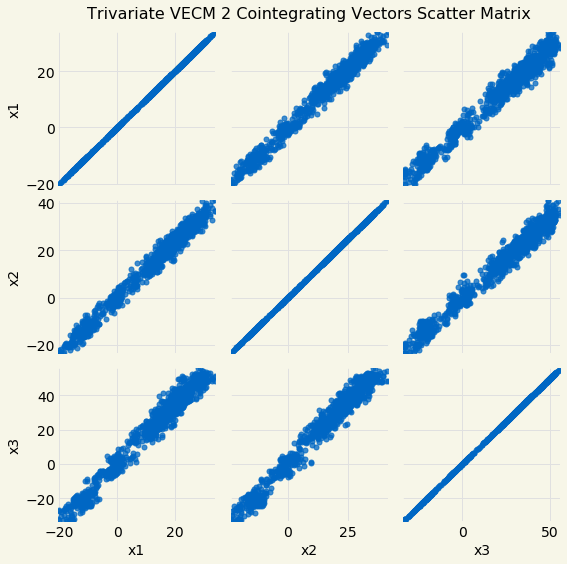 Trivariate VECM 2 Cointegrating Vectors Scatter Matrix
x1
20
0
−20
x2
40
20
0
−20
x3
40
20
0
−20
−20 0 20
0 25
0 50
x1 x2 x3